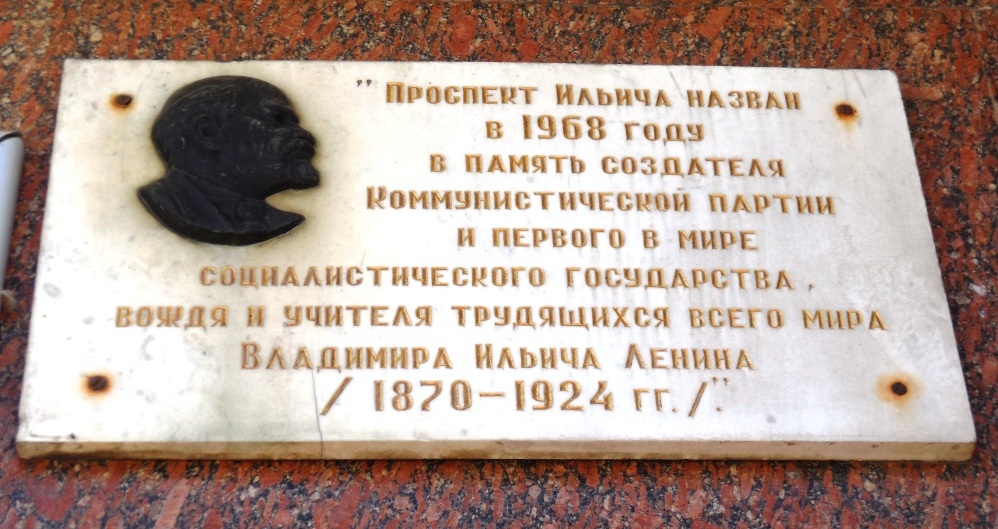 "Проспект Ильича назван
в 1968 году
в память создателя
Коммунистической партии
и первого в мире
социалистического государства,
вождя и учителя трудящихся всего мира
Владимира Ильича Ленина
/1870-1924 гг./".